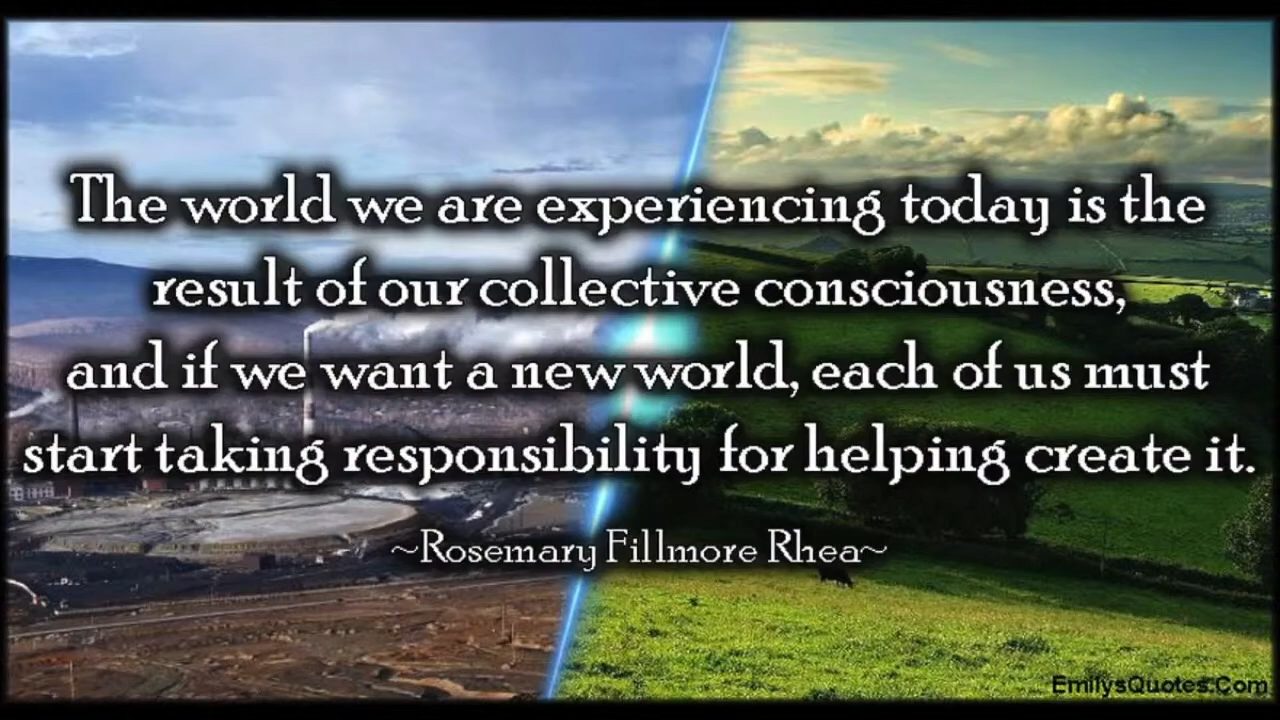 The world we are experiencing today is the
result of our collective consciousness,
and if we want a new world, each of us must
start taking responsibility for helping create it.
~Rosemary Fillmore Rhea~
EmilysQuotes.Com